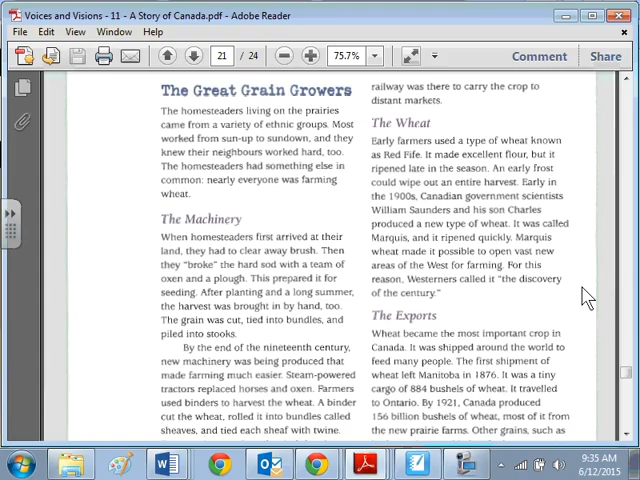 Voices and Visions - 11 - A Story of Canada.pdf - Adobe Reader
File Edit View Window Help
21 / 24 75.7% Comment Share
The Great Grain Growers
The homesteaders living on the prairies
came from a variety of ethnic groups. Most
worked from sun-up to sundown, and they
knew their neighbours worked hard, too.
The homesteaders had something else in
common: nearly everyone was farming
wheat.
The Machinery
When homesteaders first arrived at their
land, they had to clear away brush. Then
they “broke” the hard sod with a team of
oxen and a plough. This prepared it for
seeding. After planting and a long summer,
the harvest was brought in by hand, too.
The grain was cut, tied into bundles, and
piled into stooks.
By the end of the nineteenth century,
new machinery was being produced that
made farming much easier. Steam-powered
tractors replaced horses and oxen. Farmers
used binders to harvest the wheat. A binder
cut the wheat, rolled it into bundles called
sheaves, and tied each sheaf with twine.
railway was there to carry the crop to
distant markets.
The Wheat
Early farmers used a type of wheat known
as Red Fife. It made excellent flour, but it
ripened late in the season. An early frost
could wipe out an entire harvest. Early in
the 1900s, Canadian government scientists
William Saunders and his son Charles
produced a new type of wheat. It was called
Marquis, and it ripened quickly. Marquis
wheat made it possible to open vast new
areas of the West for farming. For this
reason, Westerners called it “the discovery
of the century.”
The Exports
Wheat became the most important crop in
Canada. It was shipped around the world to
feed many people. The first shipment of
wheat left Manitoba in 1876. It was a tiny
cargo of 884 bushels of wheat. It travelled
to Ontario. By 1921, Canada produced
156 billion bushels of wheat, most of it from
the new prairie farms. Other grains, such as
9:35 AM
6/12/2015